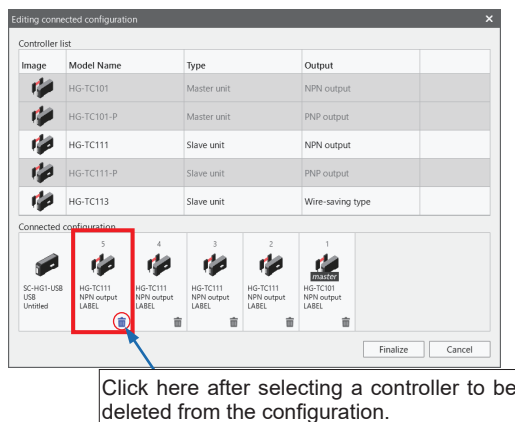 Editing connected configuration ×
Controller list
Image Model Name Type Output
HG-TC101 Master unit NPN output
HG-TC101-P Master unit PNP output
HG-TC111 Slave unit NPN output
HG-TC111-P Slave unit PNP output
HG-TC113 Slave unit Wire-saving type
Connected configuration
5 4 3 2 1
master
SC-HG1-USB HG-TC111 HG-TC111 HG-TC111 HG-TC111 HG-TC101
USB NPN output NPN output NPN output NPN output NPN output
Untitled LABEL LABEL LABEL LABEL LABEL
Finalize Cancel
Click here after selecting a controller to be
deleted from the configuration.